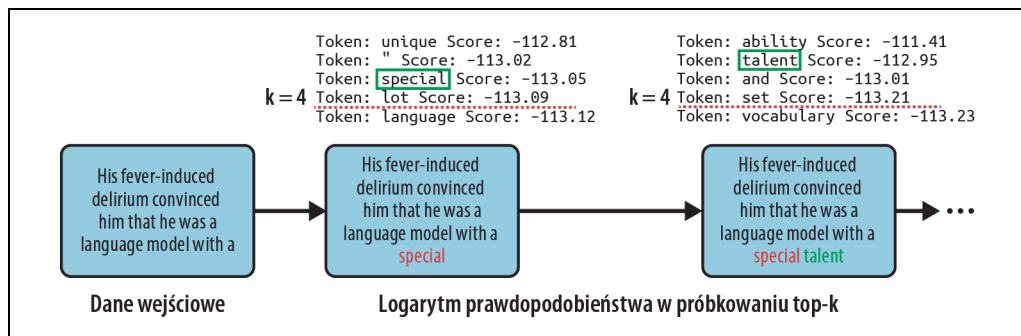 Token: unique Score: −112.81
Token: " Score: −113.02
Token: special Score: −113.05
k = 4 Token: lot Score: −113.09
Token: language Score: −113.12
Token: ability Score: −111.41
Token: talent Score: −112.95
Token: and Score: −113.01
k = 4 Token: set Score: −113.21
Token: vocabulary Score: −113.23
His fever-induced
delirium convinced
him that he was a
language model with a
His fever-induced
delirium convinced
him that he was a
language model with a
special
His fever-induced
delirium convinced
him that he was a
language model with a
special talent
...
Dane wejściowe
Logarytm prawdopodobieństwa w próbkowaniu top-k